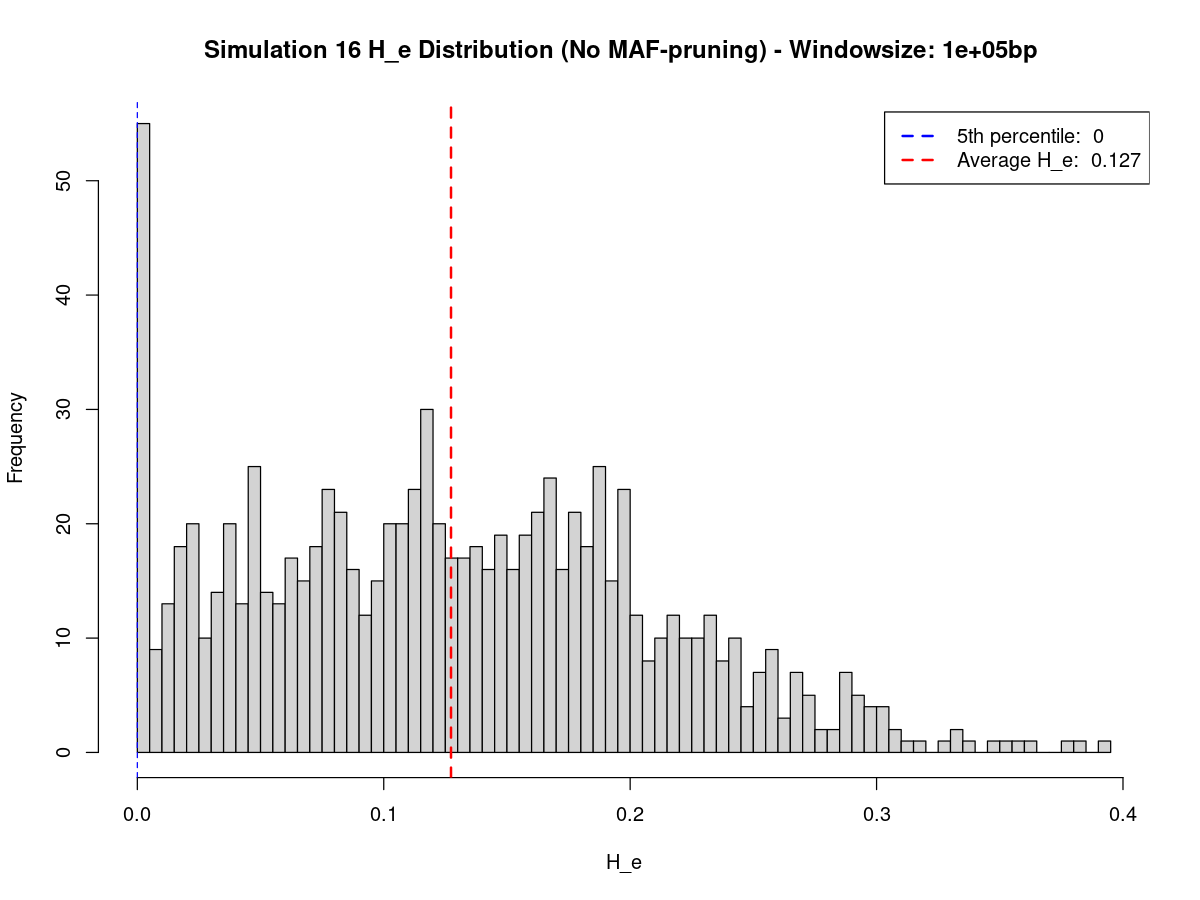 Simulation 16 H_e Distribution (No MAF-pruning) - Windowsize: 1e+05bp
5th percentile:  0
Average H_e:  0.127
Frequency
50
40
30
20
10
0
0.0 0.1 0.2 0.3 0.4
H_e